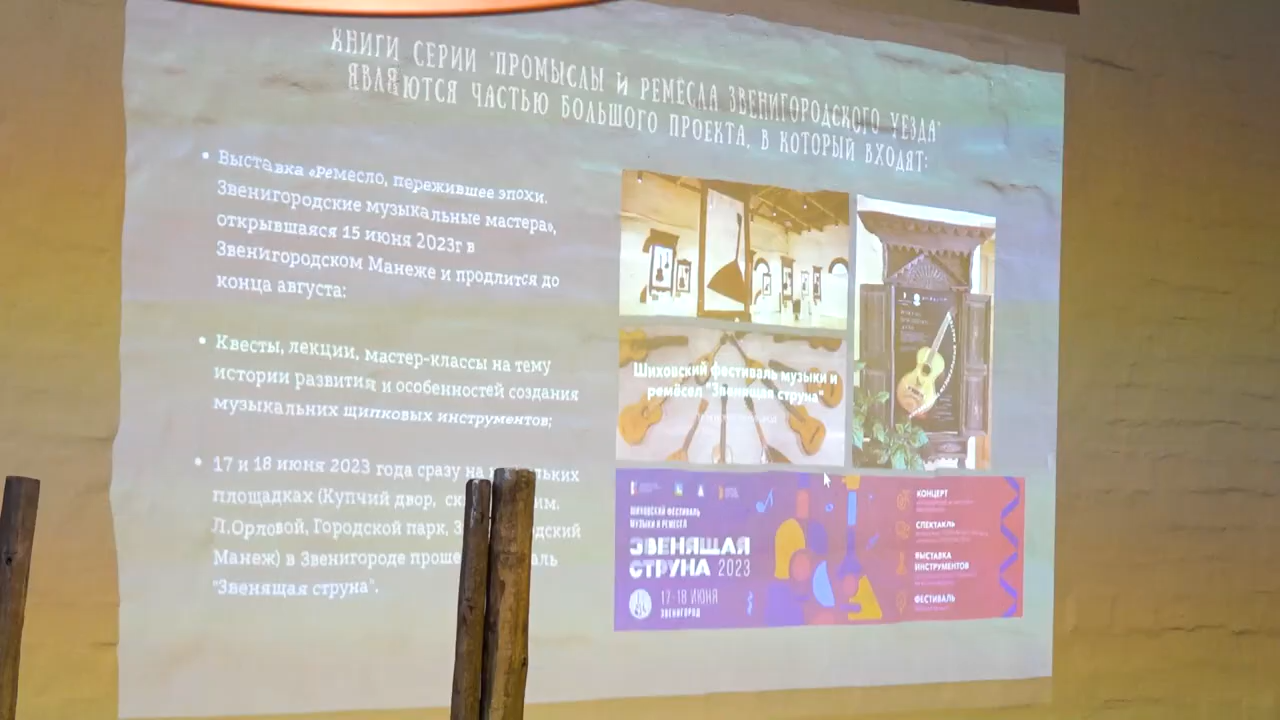 КНИГИ СЕРИИ "ПРОМЫСЛЫ И РЕМЁСЛА ЗВЕНИГОРОДСКОГО УЕЗДА"
ЯВЛЯЮТСЯ ЧАСТЬЮ БОЛЬШОГО ПРОЕКТА, В КОТОРЫЙ ВХОДЯТ:
• Выставка «Ремесло, пережившее эпохи.
Звенигородские музыкальные мастера»,
открывшаяся 15 июня 2023г в
Звенигородском Манеже и продлится до
конца августа:
• Квесты, лекции, мастер-классы на тему
истории развития и особенностей создания
музыкальних щипковых инструментов;
• 17 и 18 июня 2023 года сразу на
площадках (Купчий двор, им.
Л.Орловой, Городской парк,
Манеж) в Звенигороде
"Звенящая струна".
Шиховский фестиваль музыки и
ремёсел "Звенящая струна"
ШИХОВСКИЙ ФЕСТИВАЛЬ
МУЗЫКИ И РЕМЕСЕЛ
ЗВЕНЯЩАЯ
СТРУНА 2023
17-18 ИЮНЯ
ЗВЕНИГОРОД
КОНЦЕРТ
СПЕКТАКЛЬ
ВЫСТАВКА
ИНСТРУМЕНТОВ
ФЕСТИВАЛЬ